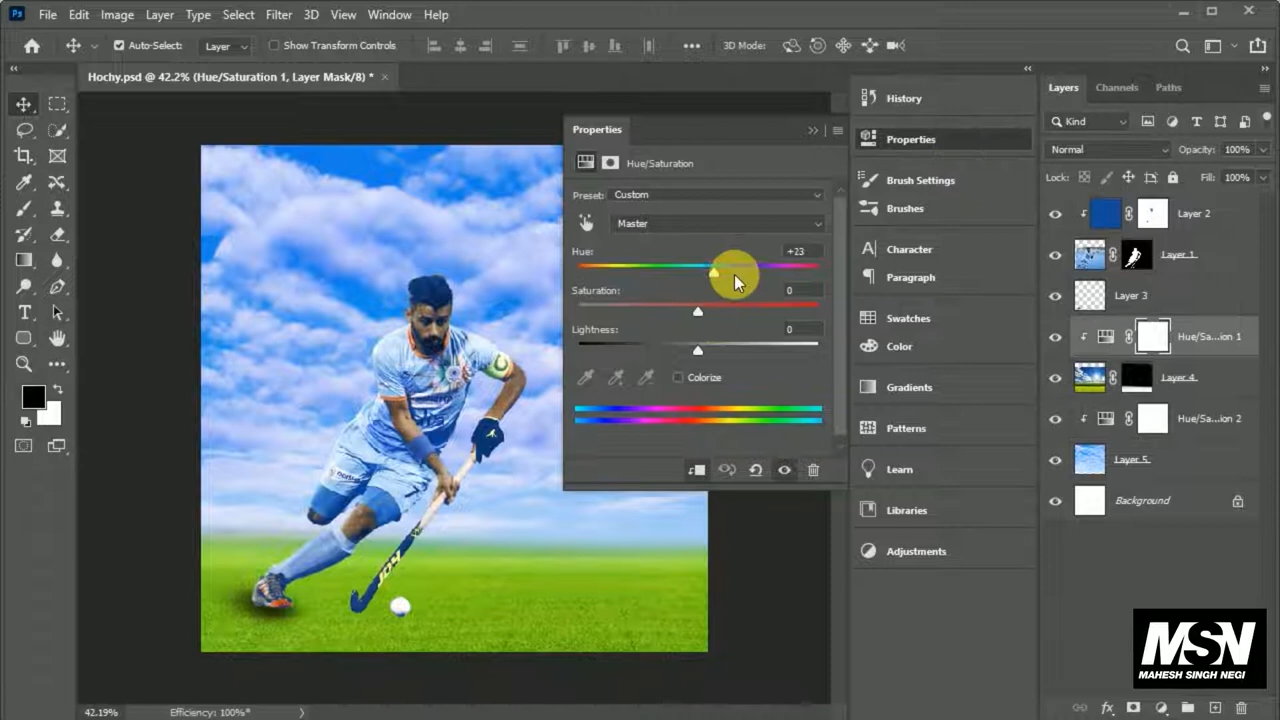 Ps File Edit Image Layer Type Select Filter 3D View Window Help
Auto-Select: Layer Show Transform Controls 3D Mode:
Hochy.psd @ 42.2% (Hue/Saturation 1, Layer Mask/8) *
Properties
Hue/Saturation
Preset: Custom
Master
Hue: +23
Saturation: 0
Lightness: 0
Colorize
History
Properties
Brush Settings
Brushes
Character
Paragraph
Swatches
Color
Gradients
Patterns
Learn
Libraries
Adjustments
Layers Channels Paths
Kind
Normal Opacity: 100%
Lock: Fill: 100%
Layer 2
Layer 1
Layer 3
Hue/Sa...ion 1
Layer 4
Hue/Sa...ion 2
Layer 5
Background
JDH
MSN
MAHESH SINGH NEGI
42.19% Efficiency: 100%*